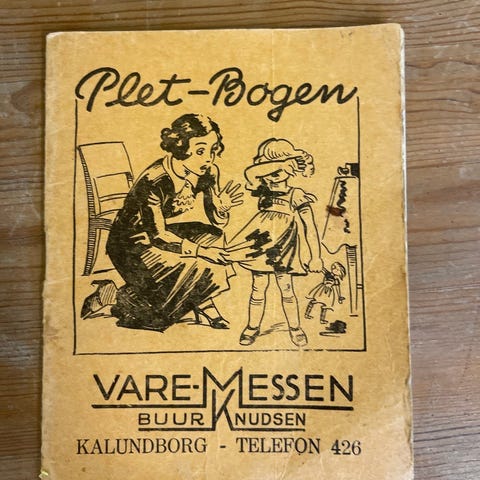 Plet-Bogen
VARE-MESSEN
BUUR KNUDSEN
KALUNDBORG - TELEFON 426